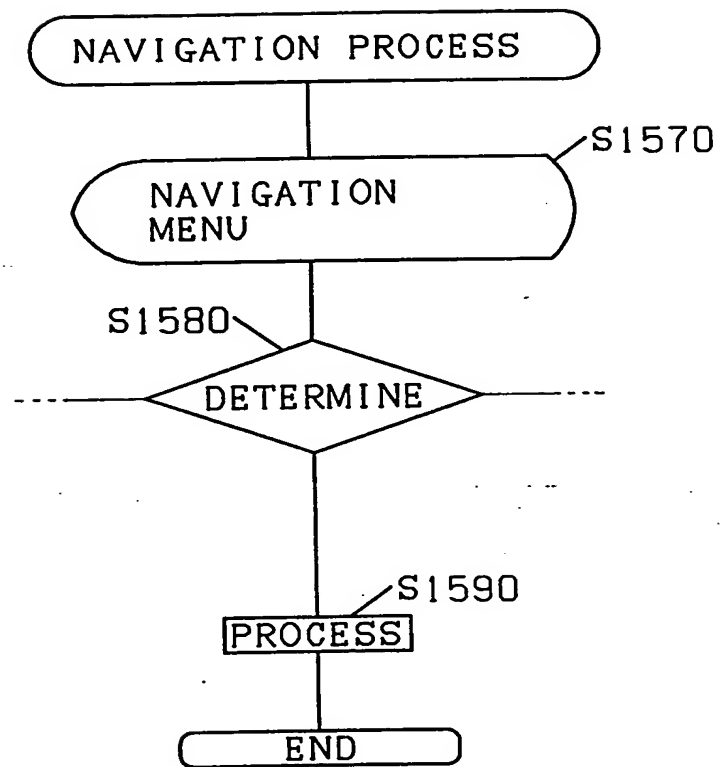 NAVIGATION PROCESS
S1570
NAVIGATION
MENU
S1580
DETERMINE
S1590
PROCESS
END